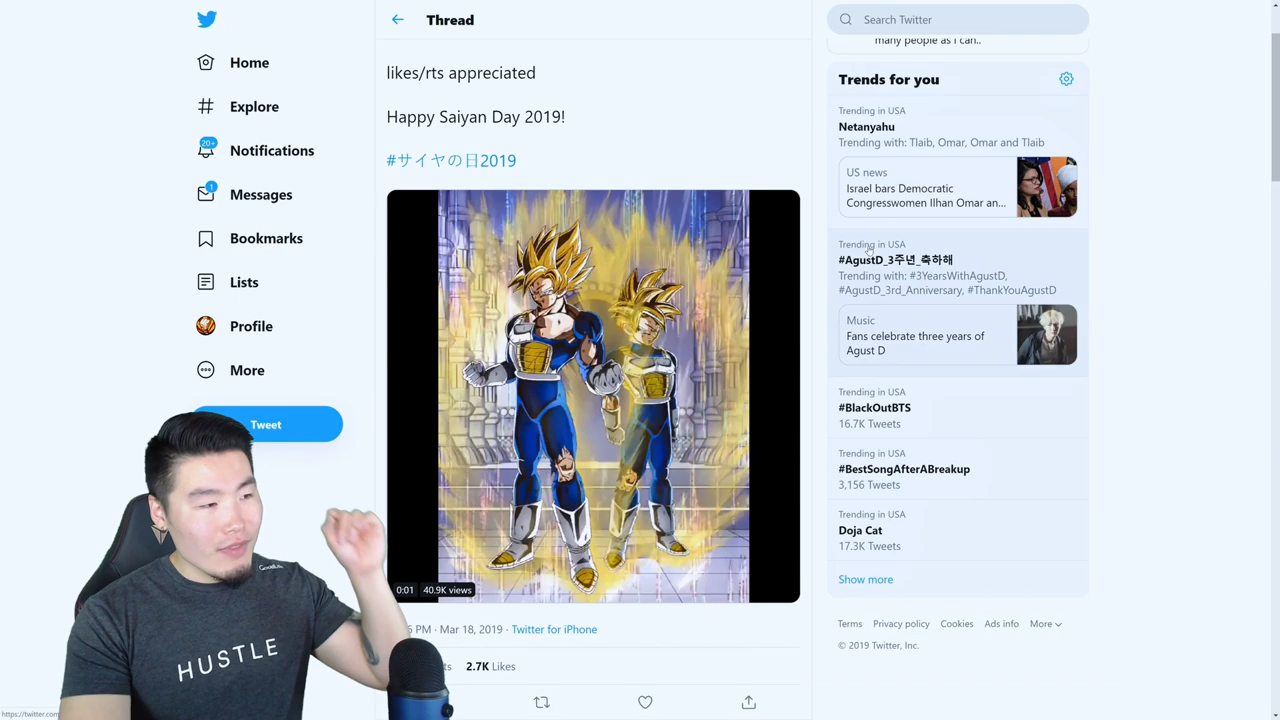 Home
Explore
20+
Notifications
1
Messages
Bookmarks
Lists
Profile
More
Tweet
Thread
likes/rts appreciated
Happy Saiyan Day 2019!
#サイヤの日2019
0:01
40.9K views
PM · Mar 18, 2019 · Twitter for iPhone
2.7K Likes
Search Twitter
many people as i can..
Trends for you
Trending in USA
Netanyahu
Trending with: Tlaib, Omar, Omar and Tlaib
US news
Israel bars Democratic
Congresswomen Ilhan Omar an...
Trending in USA
#AgustD_3주년_축하해
Trending with: #3YearsWithAgustD,
#AgustD_3rd_Anniversary, #ThankYouAgustD
Music
Fans celebrate three years of
Agust D
Trending in USA
#BlackOutBTS
16.7K Tweets
Trending in USA
#BestSongAfterABreakup
3,156 Tweets
Trending in USA
Doja Cat
17.3K Tweets
Show more
Terms Privacy policy Cookies Ads info More
© 2019 Twitter, Inc.
HUSTLE
https://twitter.com